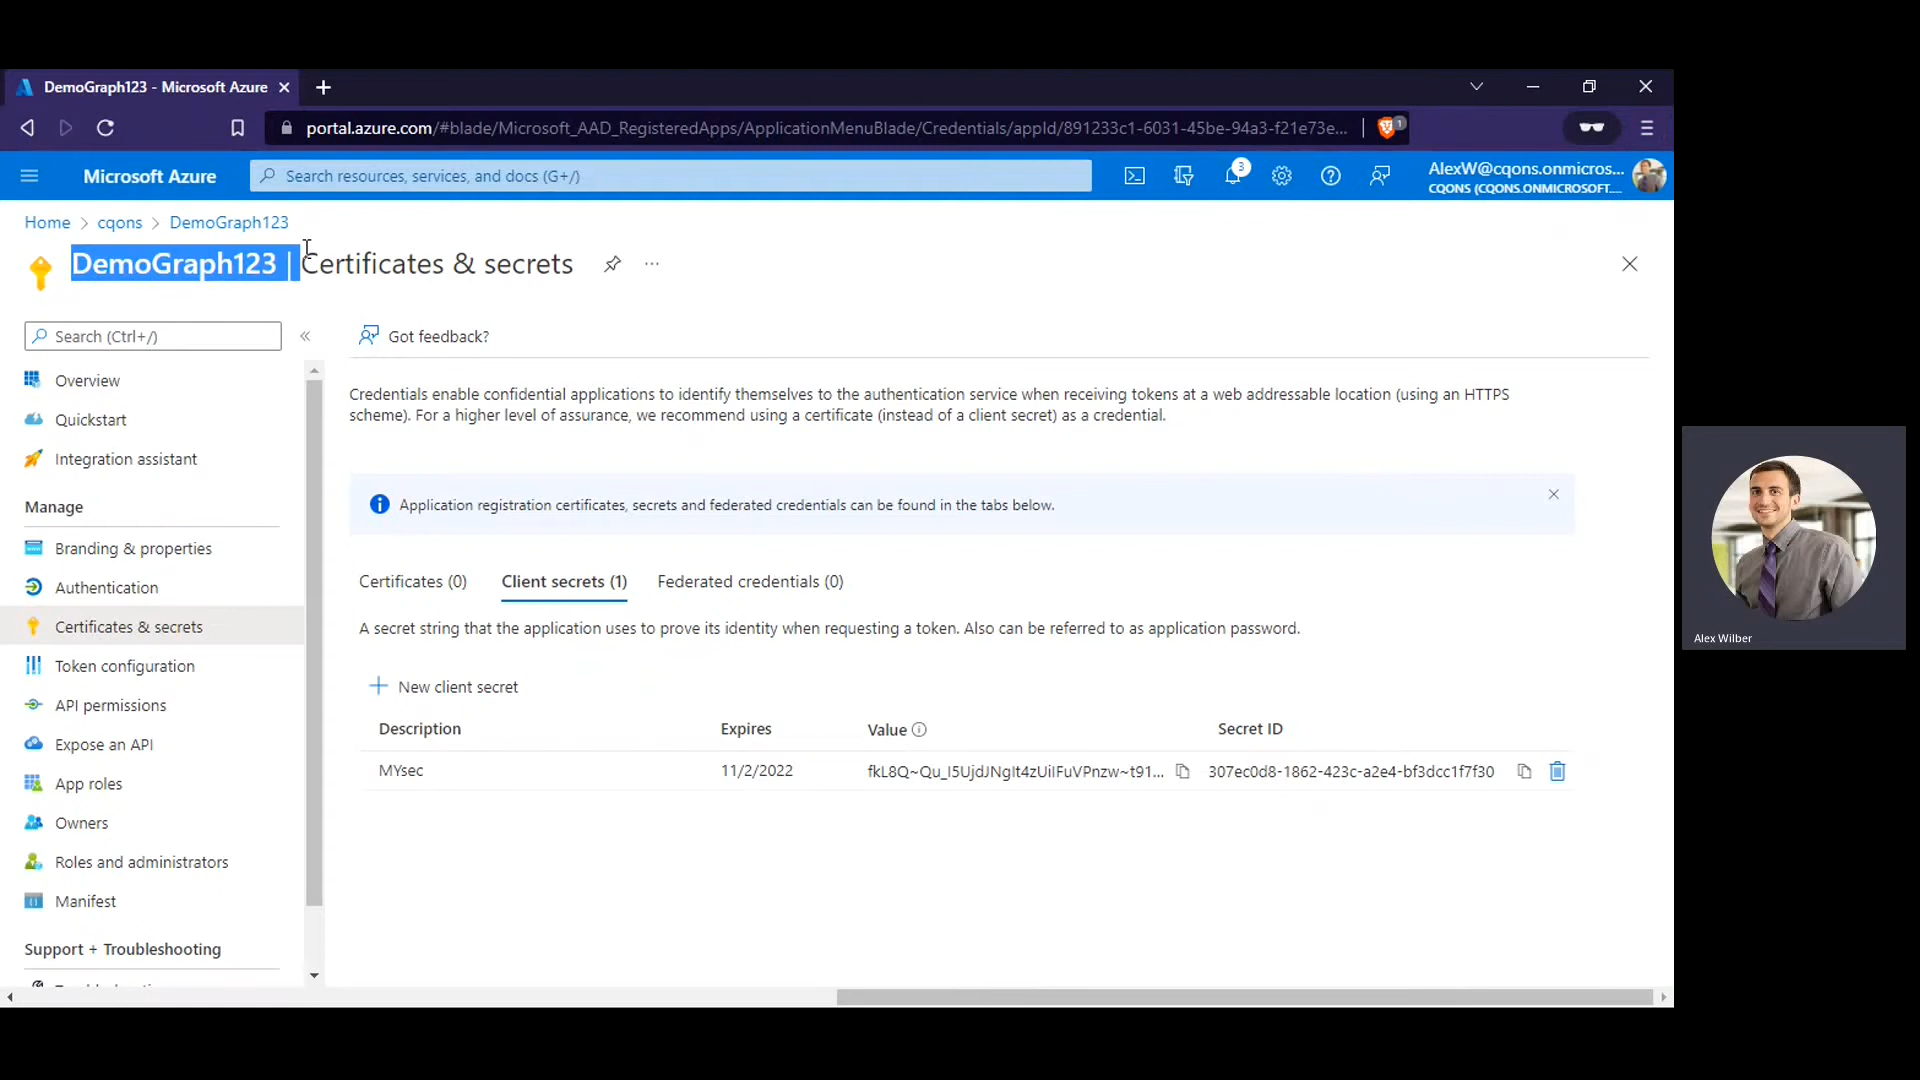 DemoGraph123 - Microsoft Azure
portal.azure.com/#blade/Microsoft_AAD_RegisteredApps/ApplicationMenuBlade/Credentials/appId/891233c1-6031-45be-94a3-f21e73e...
1
Microsoft Azure
Search resources, services, and docs (G+/)
3
AlexW@cqons.onmicros...
CQONS (CQONS.ONMICROSOFT....
Home > cqons > DemoGraph123
DemoGraph123 | Certificates & secrets
Search (Ctrl+/)
Got feedback?
Overview
Quickstart
Integration assistant
Manage
Branding & properties
Authentication
Certificates & secrets
Token configuration
API permissions
Expose an API
App roles
Owners
Roles and administrators
Manifest
Support + Troubleshooting
Credentials enable confidential applications to identify themselves to the authentication service when receiving tokens at a web addressable location (using an HTTPS
scheme). For a higher level of assurance, we recommend using a certificate (instead of a client secret) as a credential.
Application registration certificates, secrets and federated credentials can be found in the tabs below.
Certificates (0) Client secrets (1) Federated credentials (0)
A secret string that the application uses to prove its identity when requesting a token. Also can be referred to as application password.
New client secret
Description Expires Value Secret ID
MYsec 11/2/2022 fkL8Q~Qu_I5UjdJNgIt4zUiIFuVPnzw~t91... 307ec0d8-1862-423c-a2e4-bf3dcc1f7f30
Alex Wilber